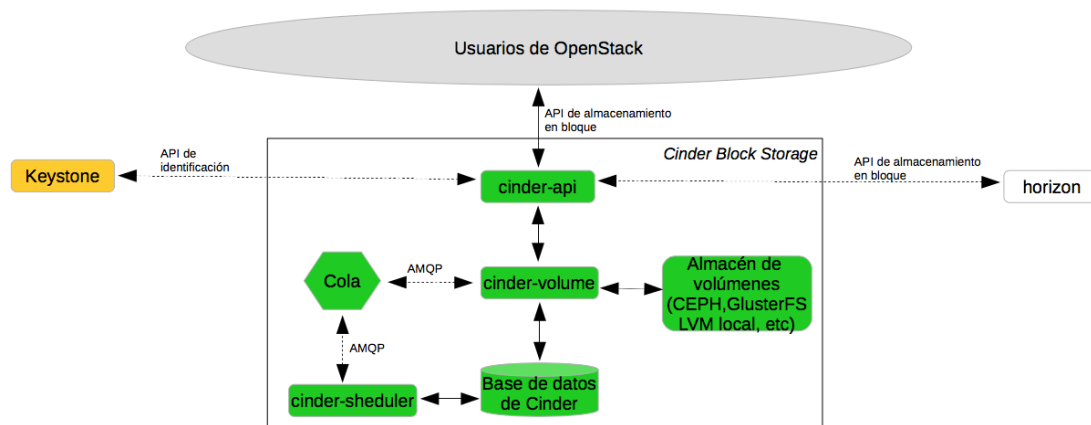 Usuarios de OpenStack
API de almacenamiento
en bloque
Cinder Block Storage
API de
identificación
API de almacenamiento
en bloque
Keystone
cinder-api
horizon
Cola
AMQP
cinder-volume
Almacén de
volúmenes
(CEPH,GlusterFS
LVM local, etc)
AMQP
cinder-sheduler
Base de datos
de Cinder